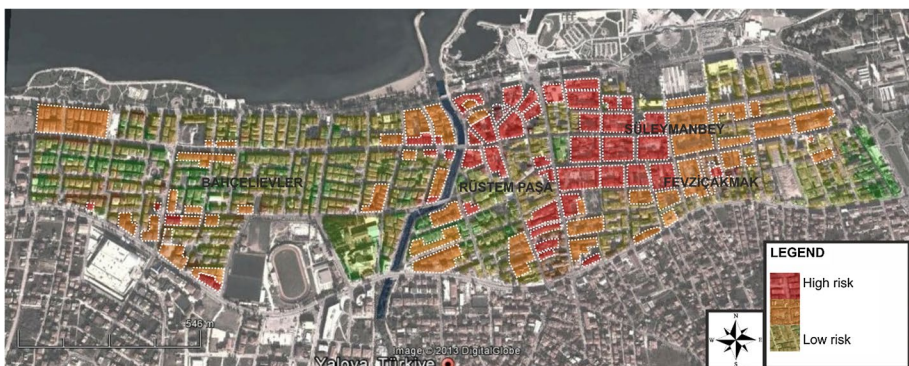 SÜLEYMANBEY
BAHÇELİEVLER
RÜSTEM PAŞA
FEVZİÇAKMAK
LEGEND
High risk
Low risk
N
W
E
S
546 m
Image © 2013 DigitalGlobe
Yalova, Türkiye